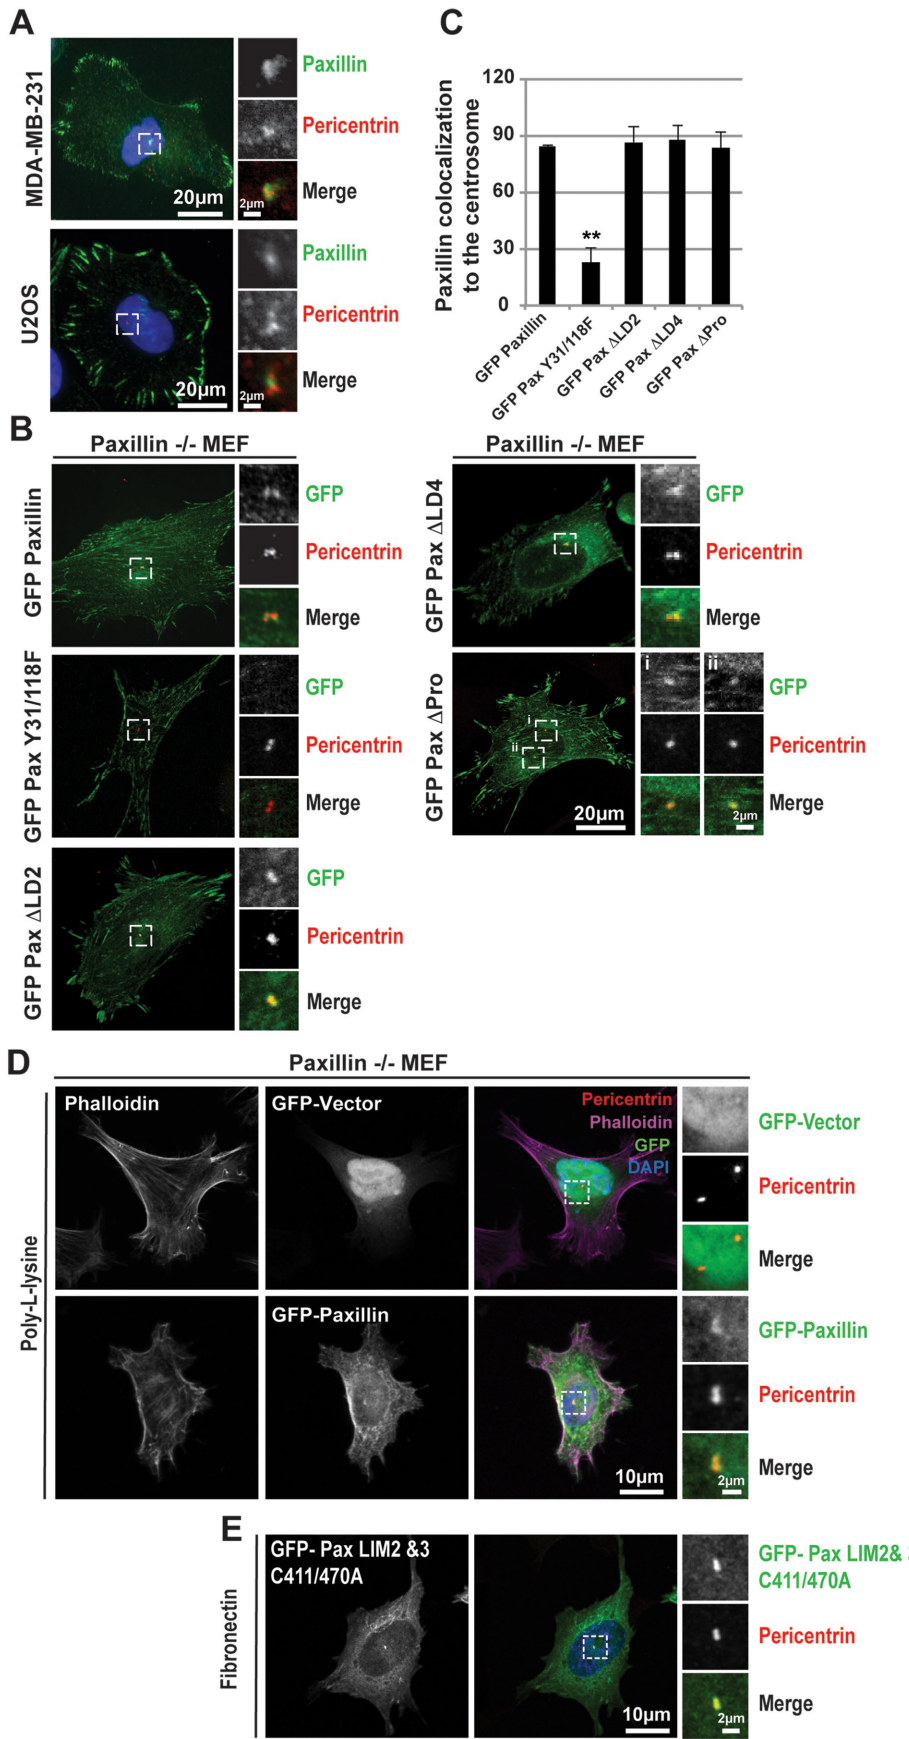 A
MDA-MB-231
20µm
Paxillin
Pericentrin
Merge
2µm
U2OS
20µm
Paxillin
Pericentrin
Merge
2µm
C
Paxillin colocalization
to the centrosome
120
90
60
30
0
**
GFP Paxillin
GFP Pax Y31/118F
GFP Pax ΔLD2
GFP Pax ΔLD4
GFP Pax ΔPro
B
Paxillin -/- MEF
GFP Paxillin
GFP
Pericentrin
Merge
GFP Pax Y31/118F
GFP
Pericentrin
Merge
GFP Pax ΔLD2
GFP
Pericentrin
Merge
Paxillin -/- MEF
GFP Pax ΔLD4
GFP
Pericentrin
Merge
GFP Pax ΔPro
i
ii
20µm
i
ii
GFP
Pericentrin
Merge
2µm
D
Paxillin -/- MEF
Poly-L-lysine
Phalloidin
GFP-Vector
Pericentrin
Phalloidin
GFP
DAPI
GFP-Vector
Pericentrin
Merge
GFP-Paxillin
10µm
GFP-Paxillin
Pericentrin
Merge
2µm
E
Fibronectin
GFP- Pax LIM2 &3
C411/470A
10µm
GFP- Pax LIM2&
C411/470A
Pericentrin
Merge
2µm